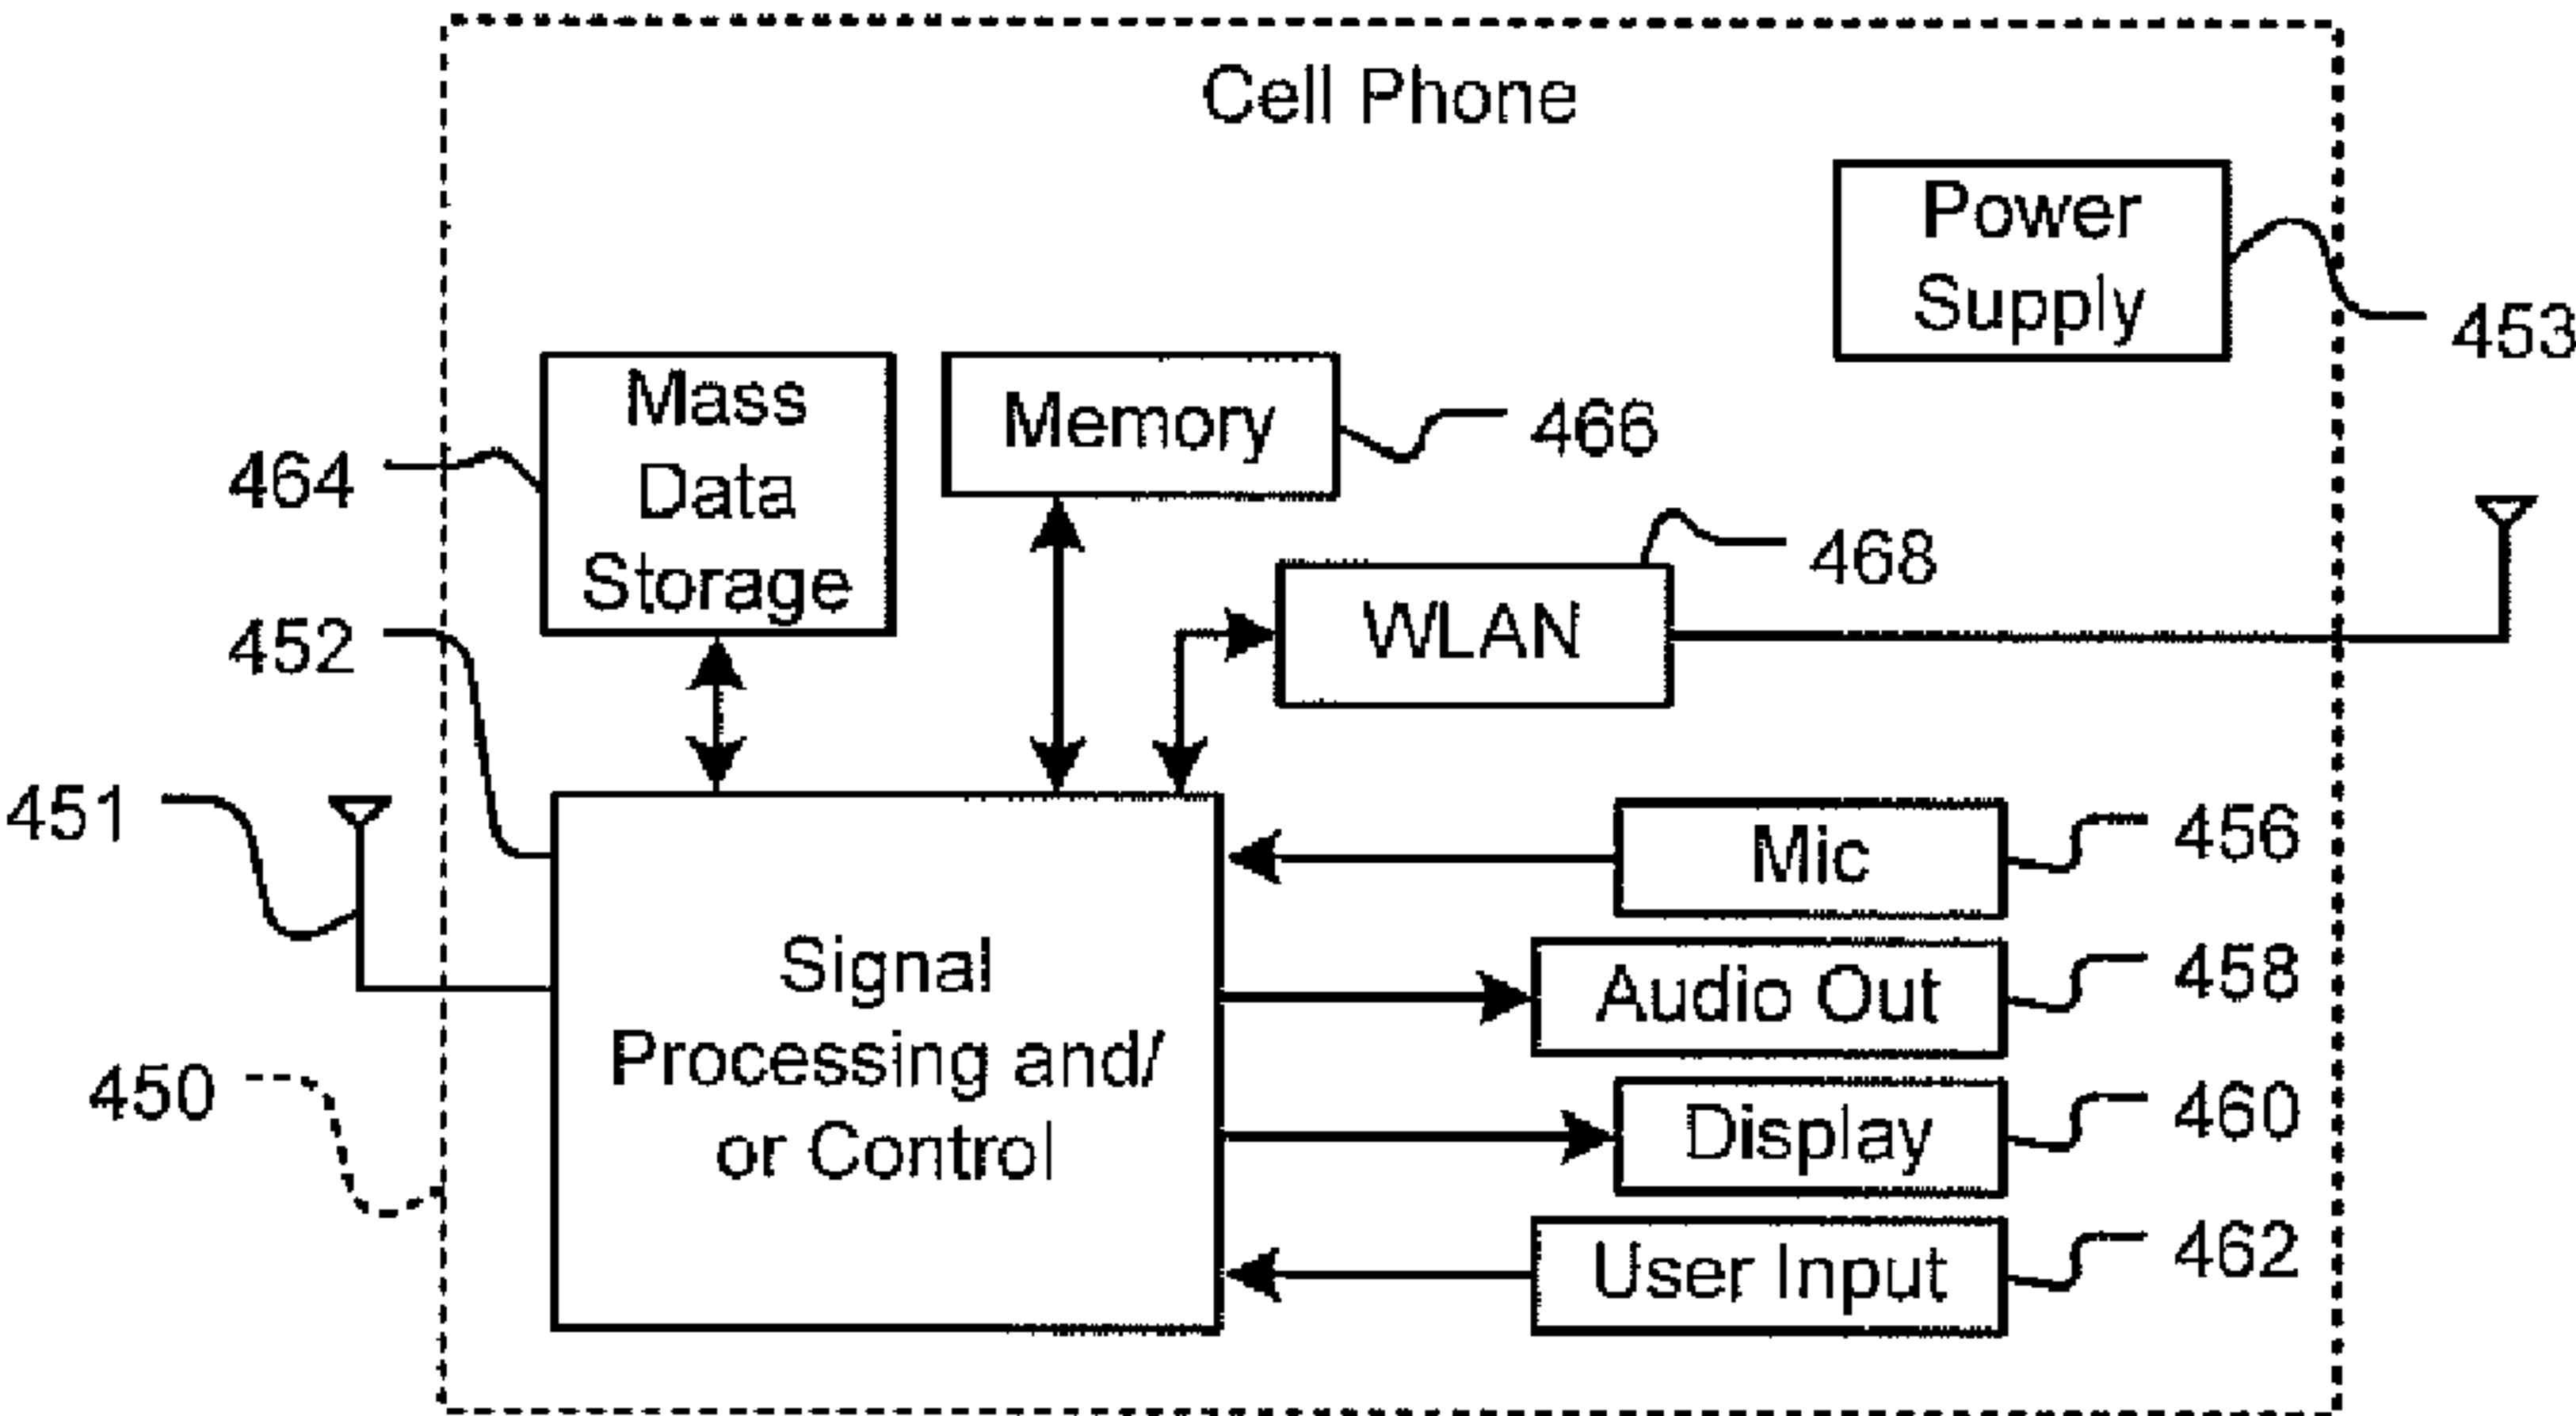 Cell Phone
Power
Supply
453
Mass
Data
Storage
464
Memory
466
468
WLAN
452
451
Mic
456
Signal
Processing and/
or Control
Audio Out
458
450
Display
460
User Input
462